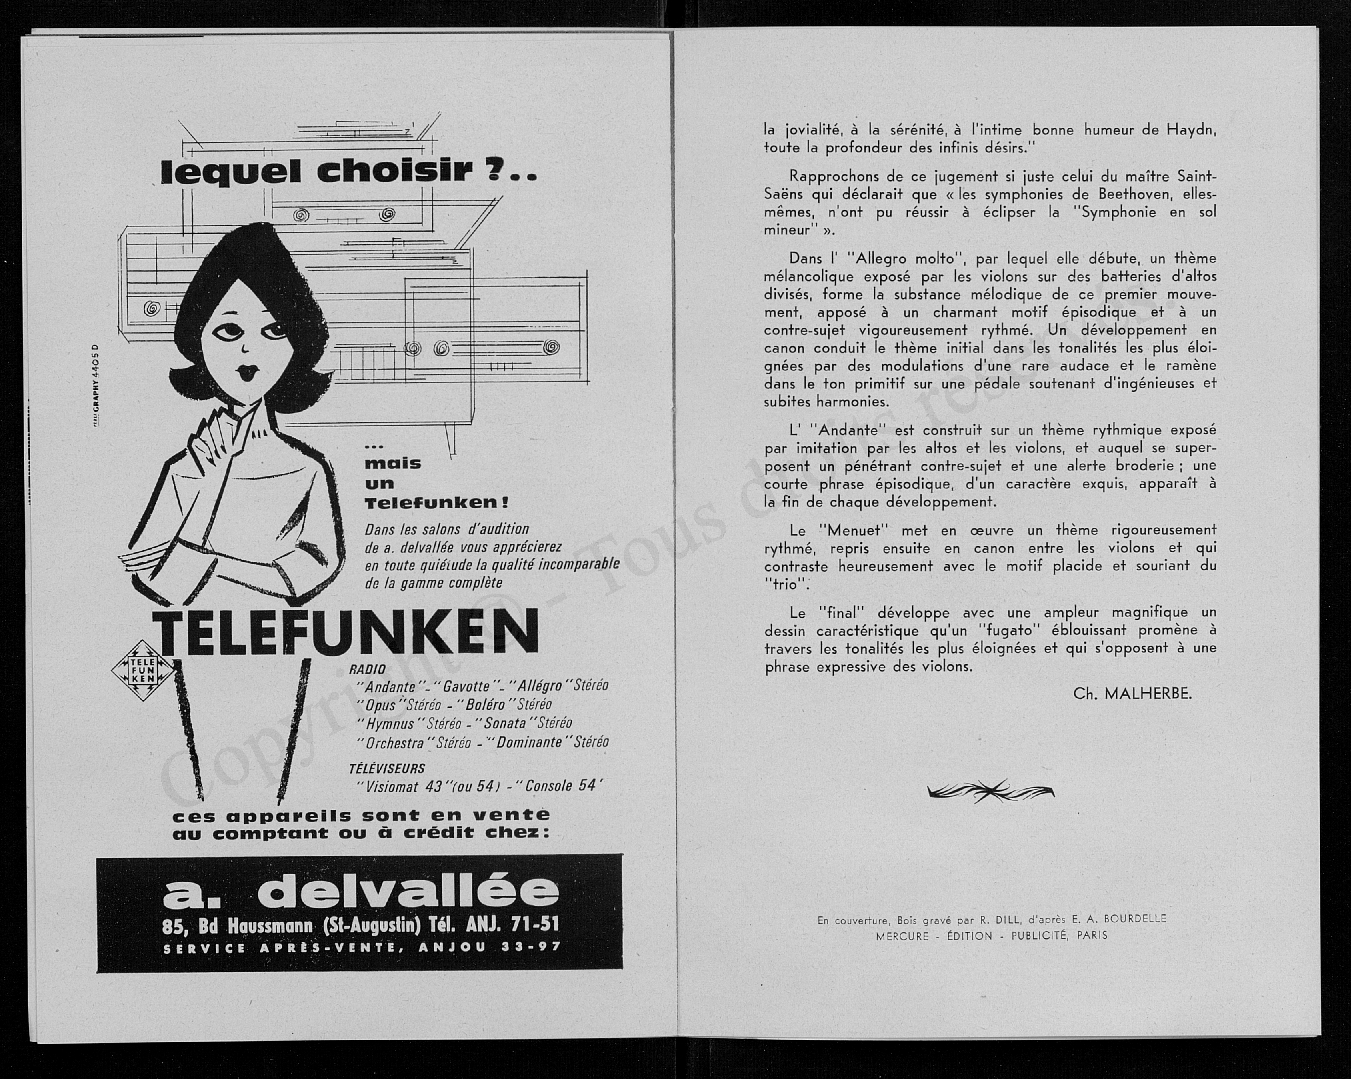 lequel choisir ?..
GRAPHY 4405 D
...
mais
un
Telefunken !
Dans les salons d'audition
de a. delvallée vous apprécierez
en toute quiétude la qualité incomparable
de la gamme complète
TELEFUNKEN
TELE
FUN
KEN
RADIO
"Andante"_ "Gavotte"_ "Allégro" Stéréo
"Opus" Stéréo - "Boléro" Stéréo
"Hymnus" Stéréo - "Sonata" Stéréo
"Orchestra" Stéréo - "Dominante" Stéréo
TÉLÉVISEURS
"Visiomat 43" (ou 54) - "Console 54'
ces appareils sont en vente
au comptant ou à crédit chez :
a. delvallée
85, Bd Haussmann (St-Augustin) Tél. ANJ. 71-51
SERVICE APRÈS-VENTE, ANJOU 33-97
la jovialité, à la sérénité, à l'intime bonne humeur de Haydn,
toute la profondeur des infinis désirs."
Rapprochons de ce jugement si juste celui du maître Saint-
Saëns qui déclarait que « les symphonies de Beethoven, elles-
mêmes, n'ont pu réussir à éclipser la "Symphonie en sol
mineur" ».
Dans l' "Allegro molto", par lequel elle débute, un thème
mélancolique exposé par les violons sur des batteries d'altos
divisés, forme la substance mélodique de ce premier mouve-
ment, apposé à un charmant motif épisodique et à un
contre-sujet vigoureusement rythmé. Un développement en
canon conduit le thème initial dans les tonalités les plus éloi-
gnées par des modulations d'une rare audace et le ramène
dans le ton primitif sur une pédale soutenant d'ingénieuses et
subites harmonies.
L' "Andante" est construit sur un thème rythmique exposé
par imitation par les altos et les violons, et auquel se super-
posent un pénétrant contre-sujet et une alerte broderie ; une
courte phrase épisodique, d'un caractère exquis, apparaît à
la fin de chaque développement.
Le "Menuet" met en œuvre un thème rigoureusement
rythmé, repris ensuite en canon entre les violons et qui
contraste heureusement avec le motif placide et souriant du
"trio".
Le "final" développe avec une ampleur magnifique un
dessin caractéristique qu'un "fugato" éblouissant promène à
travers les tonalités les plus éloignées et qui s'opposent à une
phrase expressive des violons.
Ch. MALHERBE.
En couverture, Bois gravé par R. DILL, d'après E. A. BOURDELLE
MERCURE - ÉDITION - PUBLICITÉ, PARIS
Copyright © - Tous droits réservés